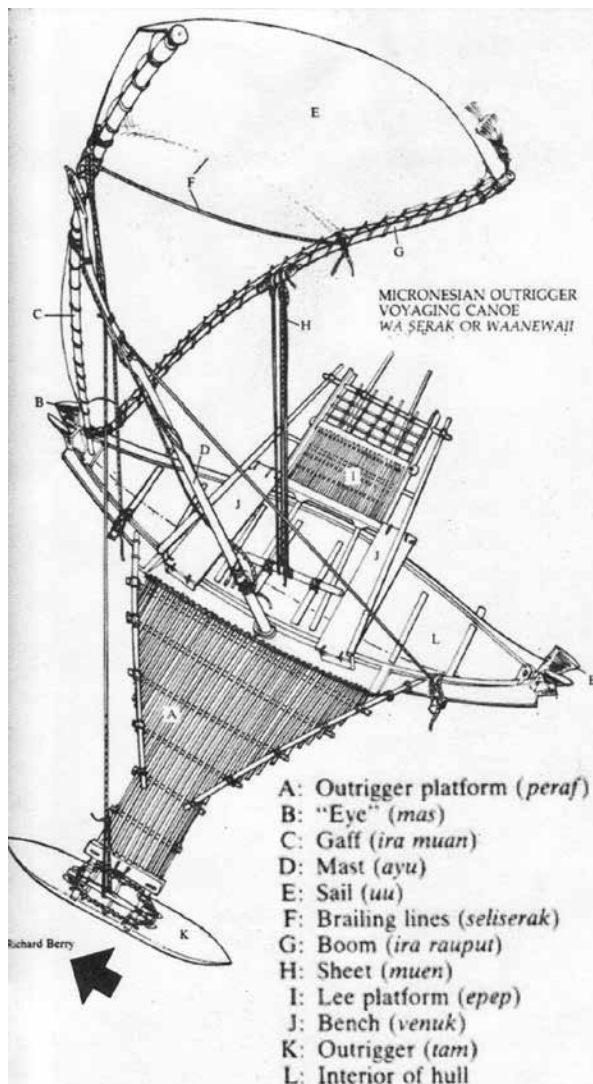 E
F
G
MICRONESIAN OUTRIGGER
VOYAGING CANOE
WA SERAK OR WAANEWAII
C
H
B
D
I
J
J
L
B
A
K
Richard Berry
A: Outrigger platform (peraf)
B: "Eye" (mas)
C: Gaff (ira muan)
D: Mast (ayu)
E: Sail (uu)
F: Brailing lines (seliserak)
G: Boom (ira rauput)
H: Sheet (muen)
I: Lee platform (epep)
J: Bench (venuk)
K: Outrigger (tam)
L: Interior of hull